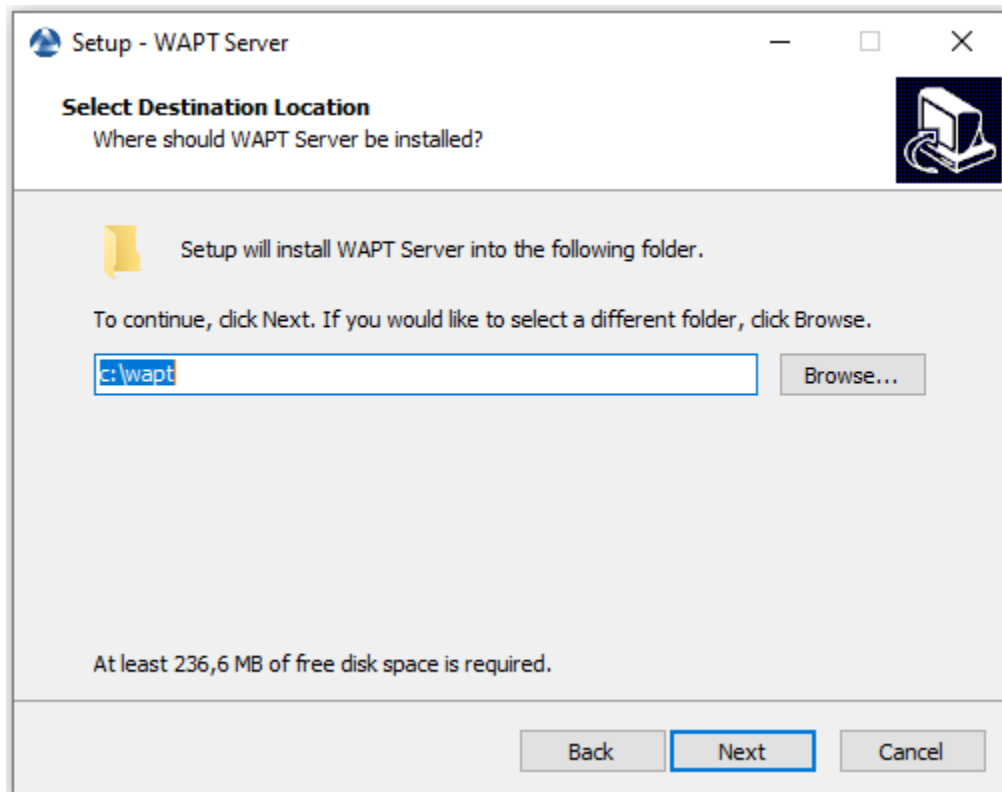 Setup - WAPT Server
Select Destination Location
Where should WAPT Server be installed?
Setup will install WAPT Server into the following folder.
To continue, click Next. If you would like to select a different folder, click Browse.
c:\wapt
Browse...
At least 236,6 MB of free disk space is required.
Back
Next
Cancel